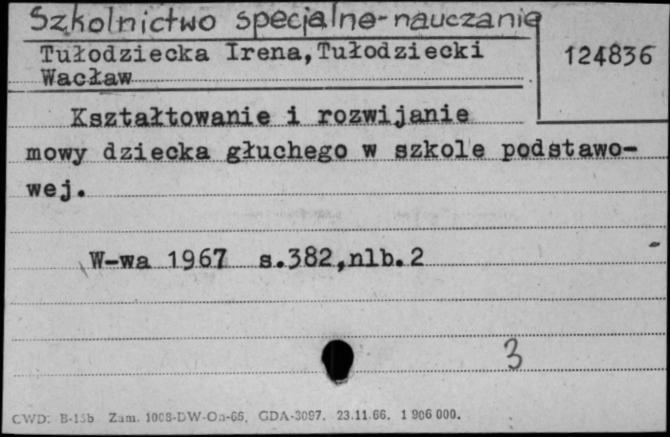 Szkolnictwo specjalne-nauczanie
Tułodziecka Irena,Tułodziecki
Wacław
124836
Kształtowanie i rozwijanie
mowy dziecka głuchego w szkole podstawo-
wej.
W-wa 1967 s.382,nlb.2
3
CWD: B-15b Zam. 1008-DW-On-66, GDA-3097. 23.11.66. 1 906 000.